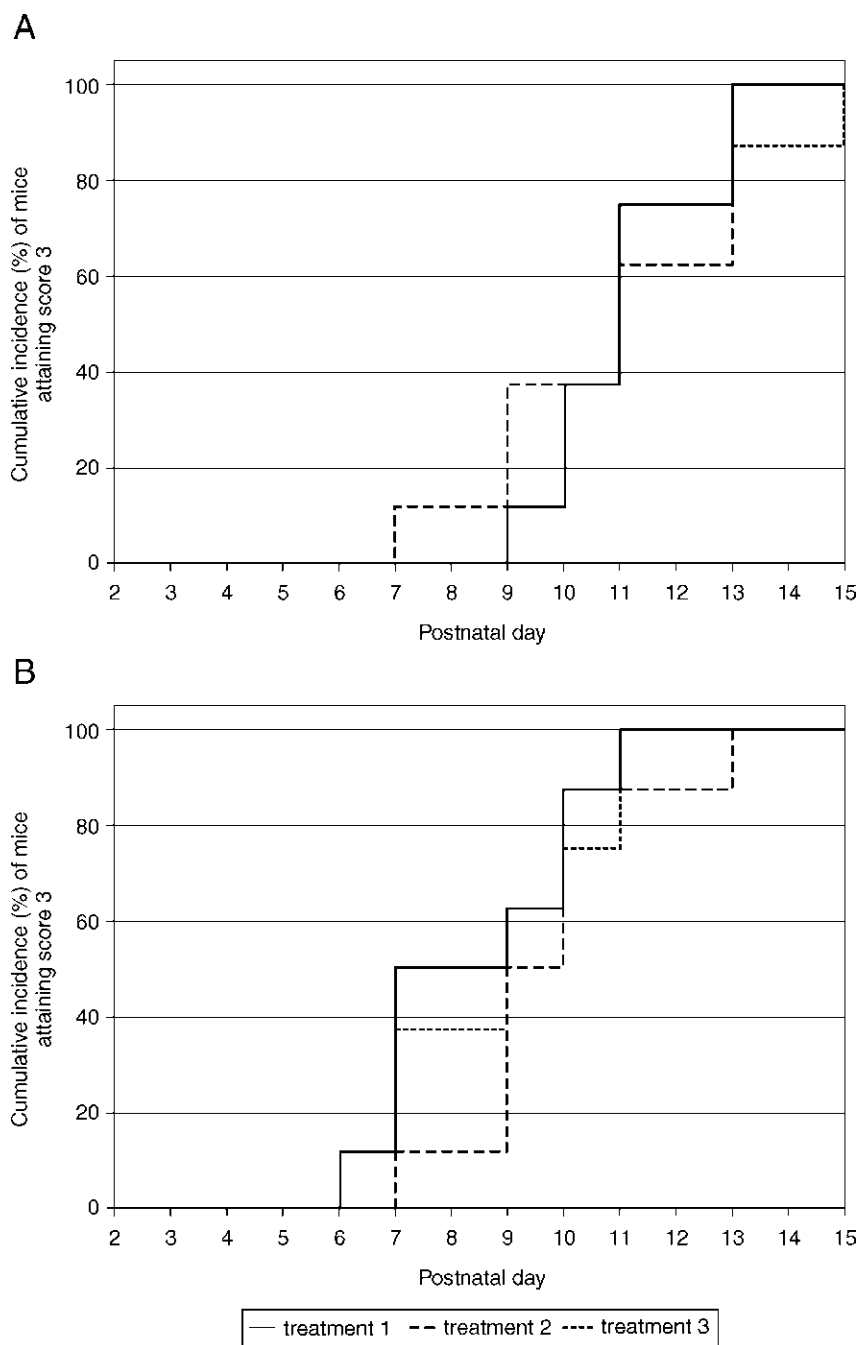 A
Cumulative incidence (%) of mice
attaining score 3
100
80
60
40
20
0
2 3 4 5 6 7 8 9 10 11 12 13 14 15
Postnatal day
B
Cumulative incidence (%) of mice
attaining score 3
100
80
60
40
20
0
2 3 4 5 6 7 9 10 11 13 15
Postnatal day
treatment 1 treatment 2 treatment 3